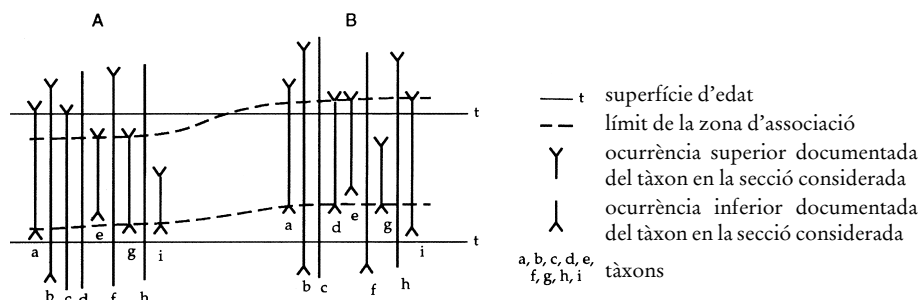 A
B
t
t
a
e
g
i
b
c
d
f
h
a
d
e
g
i
b
c
f
h
t superfície d'edat
límit de la zona d'associació
ocurrència superior documentada
del tàxon en la secció considerada
ocurrència inferior documentada
del tàxon en la secció considerada
a, b, c, d, e,
f, g, h, i tàxons